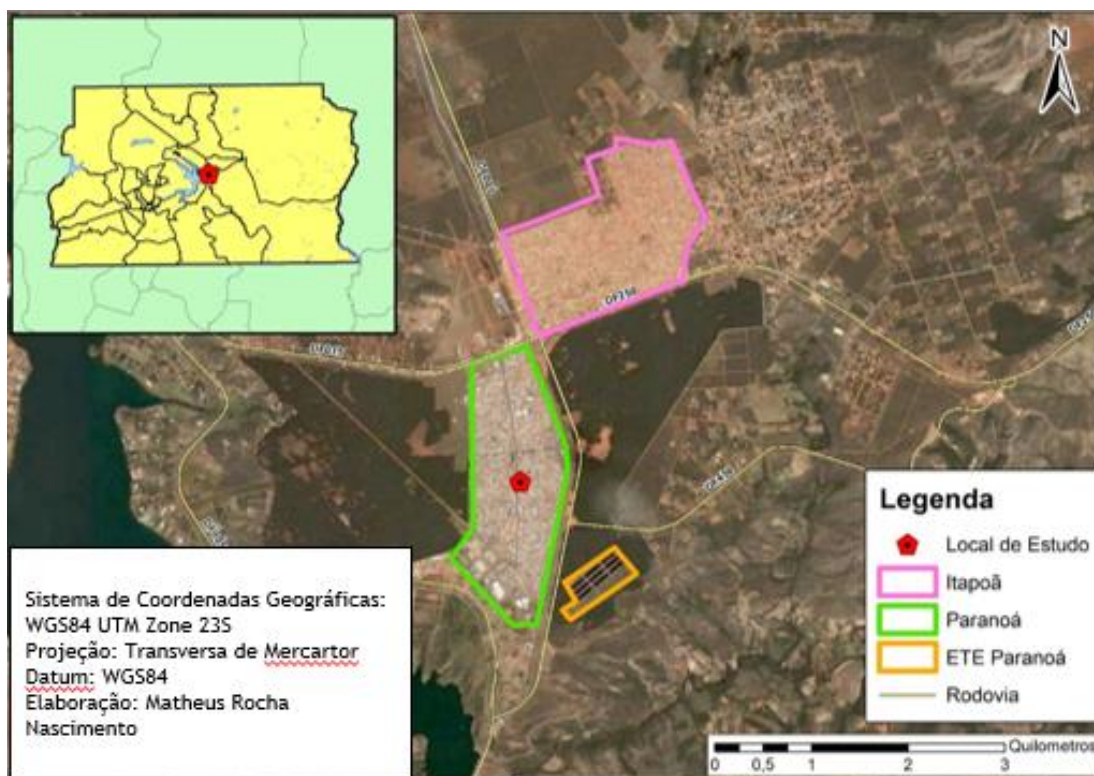 N
DF250
Legenda
Local de Estudo
Itapoã
Paranoá
ETE Paranoá
Rodovia
Sistema de Coordenadas Geográficas:
WGS84 UTM Zone 23S
Projeção: Transversa de Mercartor
Datum: WGS84
Elaboração: Matheus Rocha
Nascimento
Quilometros
0 0,5 1 2 3